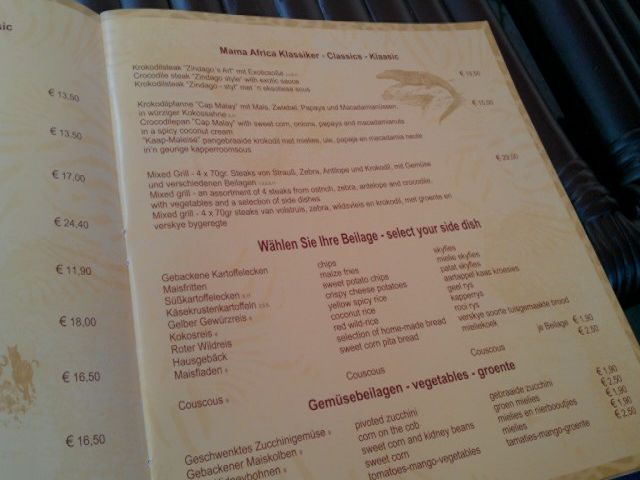 sic
€ 13,50
€ 13,50
€ 17,00
€ 24,40
€ 11,90
€ 18,00
€ 16,50
€ 16,50
Mama Africa Klassiker - Classics - Klassic
Krokodilsteak "Zindago's Art" mit Exoticsoße
Crocodile steak "Zindago style" with exotic sauce
Krokodilsteak "Zindago - styl" met 'n eksotiese sous
€ 19,50
Krokodilpfanne "Cap Malay" mit Mais, Zwiebel, Papaya und Macadamianüssen,
in würziger Kokossahne
Crocodilepan "Cap Malay" with sweet corn, onions, papaya and macadamianuts
in a spicy coconut cream
"Kaap-Maleise" pangebraaide krokodil met mielies, uie, papaja en macadamia neute
in'n geurige kapperroomsous
Mixed Grill - 4 x 70gr. Steaks von Strauß, Zebra, Antilope und Krokodil, mit Gemüse
und verschiedenen Beilagen
Mixed grill - an assortment of 4 steaks from ostrich, zebra, antelope and crocodile,
with vegetables and a selection of side dishes
Mixed grill - 4 x 70gr steaks van volstruis, zebra, wildsvleis en krokodil, met groente en
verskye bygeregte
Wählen Sie Ihre Beilage - select your side dish
Gebackene Kartoffelecken chips skyfies
Maisfritten maize fries mielie skyfies
Süßkartoffelecken sweet potato chips patat skyfies
Käsekrustenkartoffeln crispy cheese potatoes aartappel kaas kroesies
Gelber Gewürzreis yellow spicy rice geel rys
Kokosreis coconut rice kapperrys
Roter Wildreis red wild-rice rooi rys
Hausgebäck selection of home-made bread verskye soorte tuisgemaakte brood
Maisfladen sweet corn pita bread mieliekoek
je Beilage € 1,90
€ 2,50
Couscous Couscous Couscous
Gemüsebeilagen - vegetables - groente
Geschwenktes Zucchinigemüse pivoted zucchini gebraaide zucchini € 1,90
Gebackener Maiskolben corn on the cob groen mielies € 2,50
sweet corn and kidney beans mielies en nierboontjies € 1,90
sweet corn mielies € 1,90
tomatoes-mango-vegetables tamaties-mango-groente € 2,50